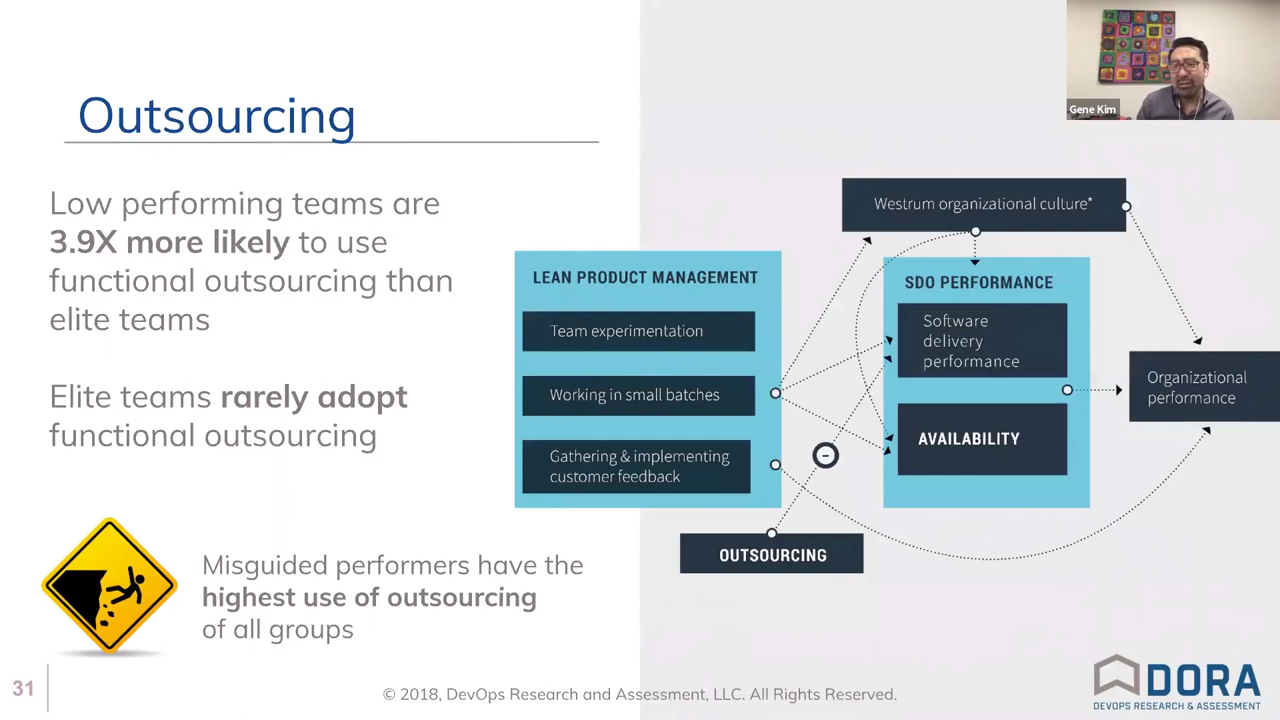 Outsourcing
Low performing teams are
3.9X more likely to use
functional outsourcing than
elite teams
Elite teams rarely adopt
functional outsourcing
Misguided performers have the
highest use of outsourcing
of all groups
Gene Kim
Westrum organizational culture*
LEAN PRODUCT MANAGEMENT
Team experimentation
Working in small batches
Gathering & implementing
customer feedback
SDO PERFORMANCE
Software
delivery
performance
AVAILABILITY
Organizational
performance
-
OUTSOURCING
31
© 2018, DevOps Research and Assessment, LLC. All Rights Reserved.
DORA
DEVOPS RESEARCH & ASSESSMENT